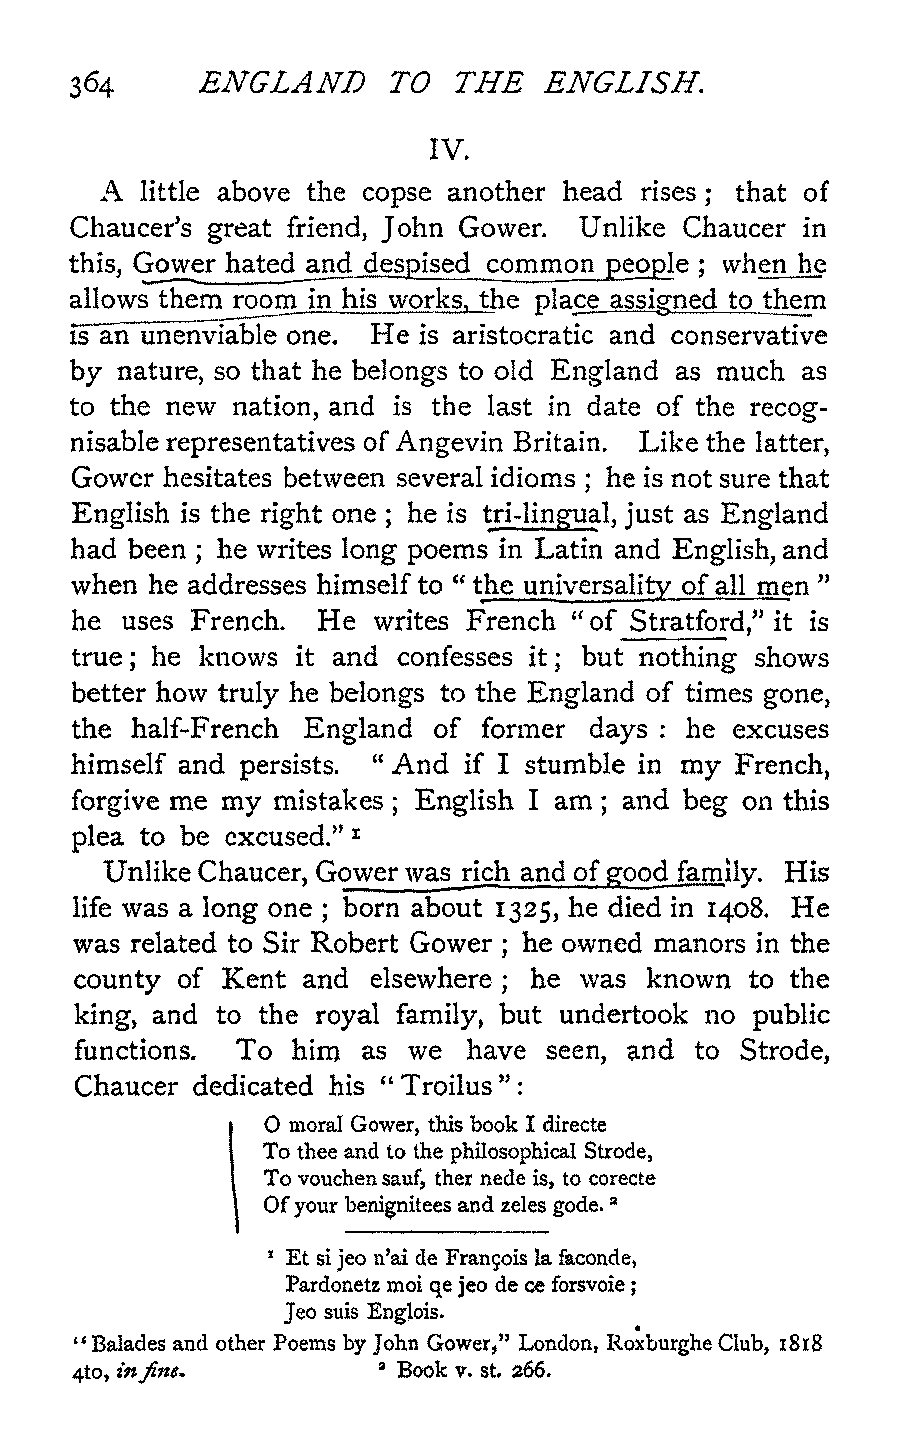 364 ENGLAND TO THE ENGLISH.
IV.
A little above the copse another head rises ; that of
Chaucer's great friend, John Gower. Unlike Chaucer in
this, Gower hated and despised common people ; when he
allows them room in his works, the place assigned to them
is an unenviable one. He is aristocratic and conservative
by nature, so that he belongs to old England as much as
to the new nation, and is the last in date of the recog-
nisable representatives of Angevin Britain. Like the latter,
Gower hesitates between several idioms ; he is not sure that
English is the right one ; he is tri-lingual, just as England
had been ; he writes long poems in Latin and English, and
when he addresses himself to " the universality of all men "
he uses French. He writes French " of Stratford," it is
true ; he knows it and confesses it ; but nothing shows
better how truly he belongs to the England of times gone,
the half-French England of former days : he excuses
himself and persists. " And if I stumble in my French,
forgive me my mistakes ; English I am ; and beg on this
plea to be excused." ¹
Unlike Chaucer, Gower was rich and of good family. His
life was a long one ; born about 1325, he died in 1408. He
was related to Sir Robert Gower ; he owned manors in the
county of Kent and elsewhere ; he was known to the
king, and to the royal family, but undertook no public
functions. To him as we have seen, and to Strode,
Chaucer dedicated his " Troilus " :
O moral Gower, this book I directe
To thee and to the philosophical Strode,
To vouchen sauf, ther nede is, to corecte
Of your benignitees and zeles gode. ²
¹ Et si jeo n'ai de François la faconde,
Pardonetz moi qe jeo de ce forsvoie ;
Jeo suis Englois.
" Balades and other Poems by John Gower," London, Roxburghe Club, 1818
4to, in fine. ² Book v. st. 266.